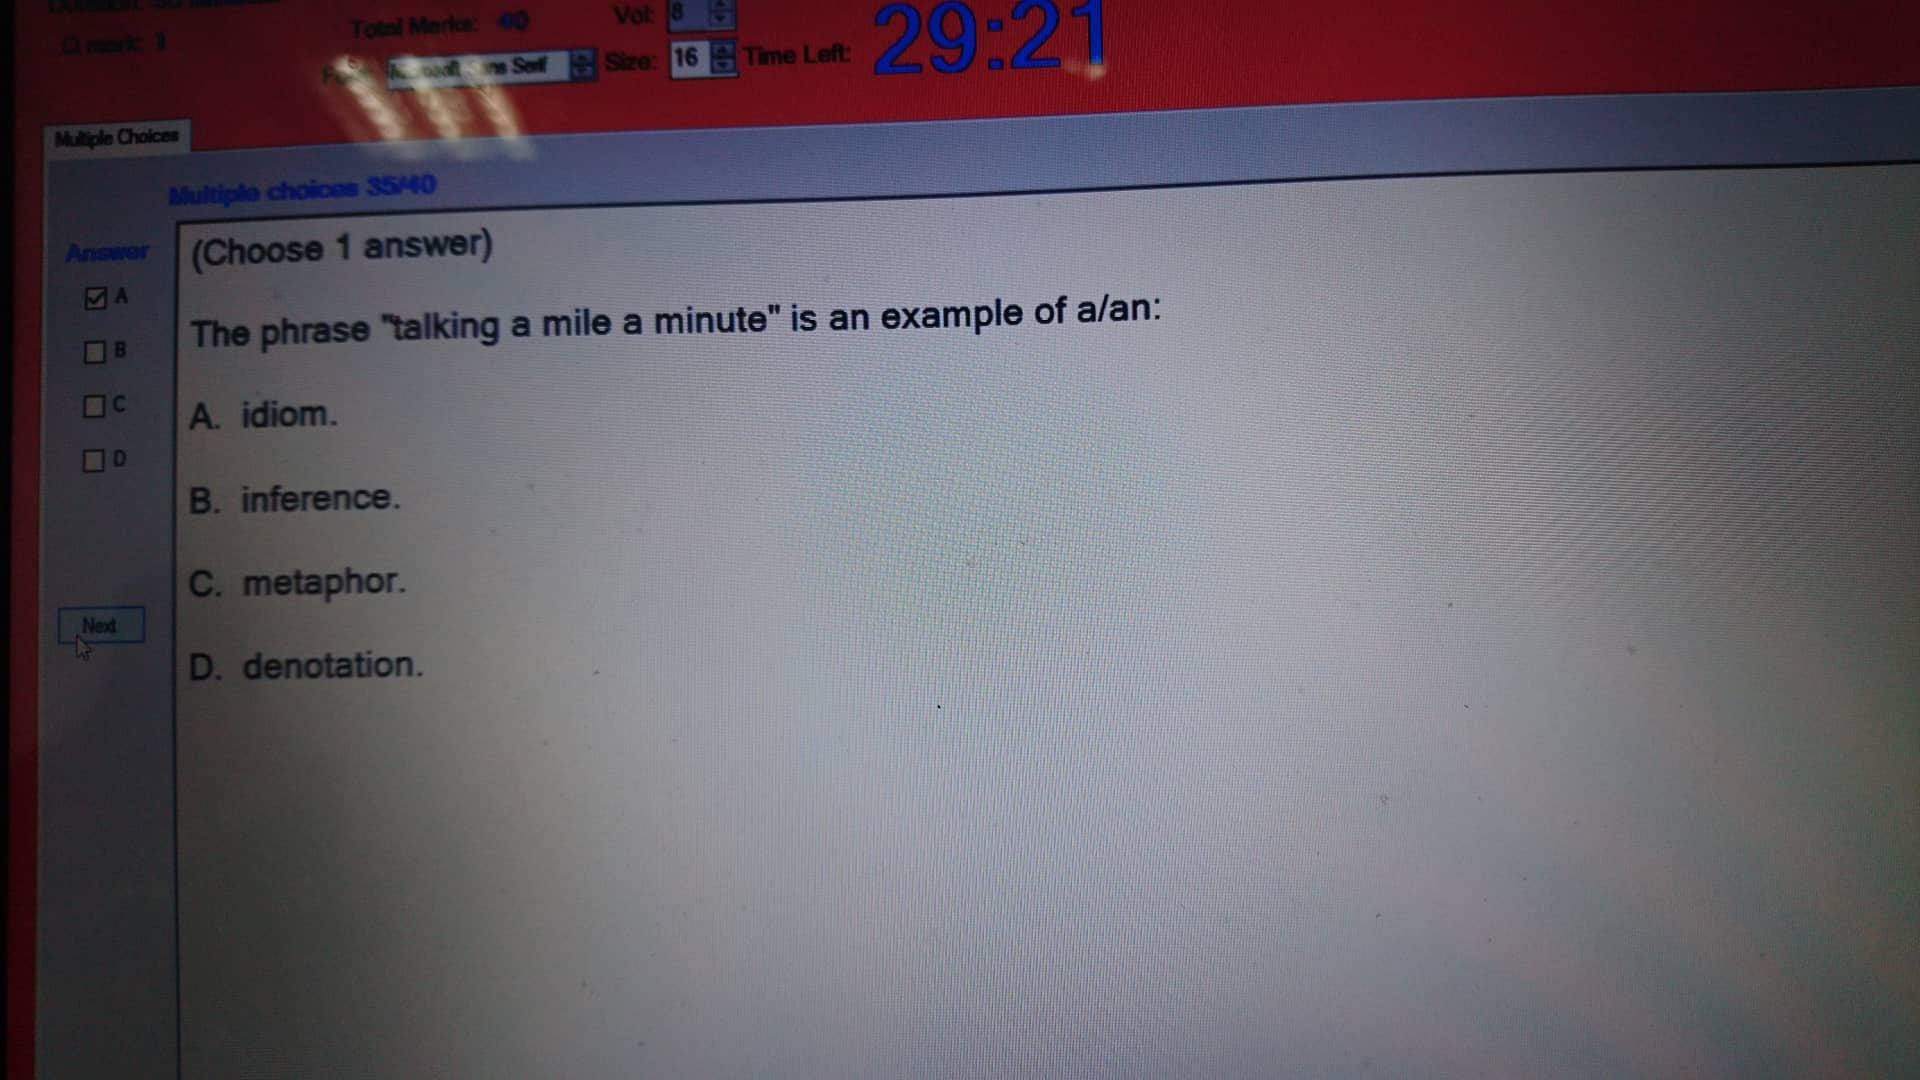 Total Marks: 40
Vol: 8
Q mark: 1
Microsoft Sans Serif
Size: 16
Time Left: 29:21
Multiple Choices
Multiple choices 35/40
Answer
(Choose 1 answer)
A
The phrase "talking a mile a minute" is an example of a/an:
B
C
A. idiom.
D
B. inference.
C. metaphor.
Next
D. denotation.